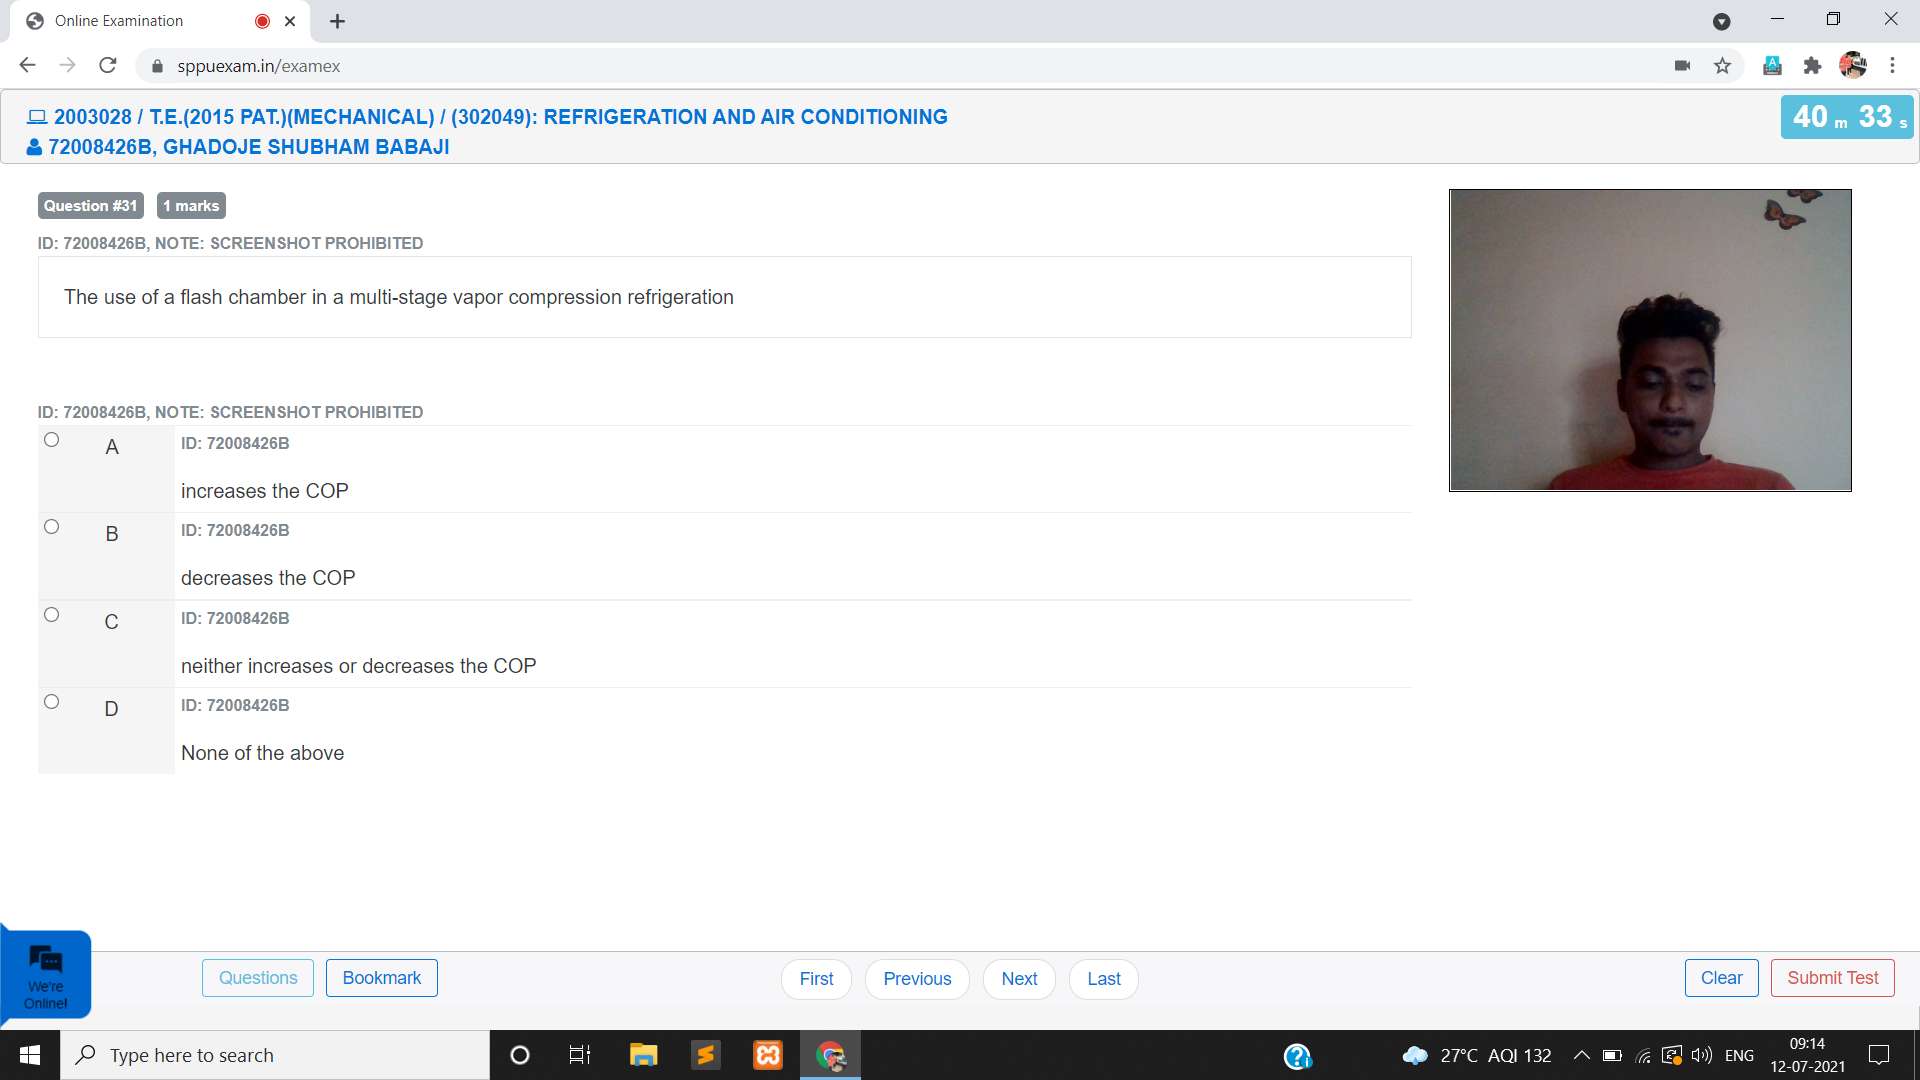 Online Examination
sppuexam.in/examex
2003028 / T.E.(2015 PAT.)(MECHANICAL) / (302049): REFRIGERATION AND AIR CONDITIONING
40 m 33 s
72008426B, GHADOJE SHUBHAM BABAJI
Question #31 1 marks
ID: 72008426B, NOTE: SCREENSHOT PROHIBITED
The use of a flash chamber in a multi-stage vapor compression refrigeration
ID: 72008426B, NOTE: SCREENSHOT PROHIBITED
A
ID: 72008426B
increases the COP
B
ID: 72008426B
decreases the COP
C
ID: 72008426B
neither increases or decreases the COP
D
ID: 72008426B
None of the above
We're
Online!
Questions
Bookmark
First
Previous
Next
Last
Clear
Submit Test
Type here to search
27°C AQI 132
ENG
09:14
12-07-2021